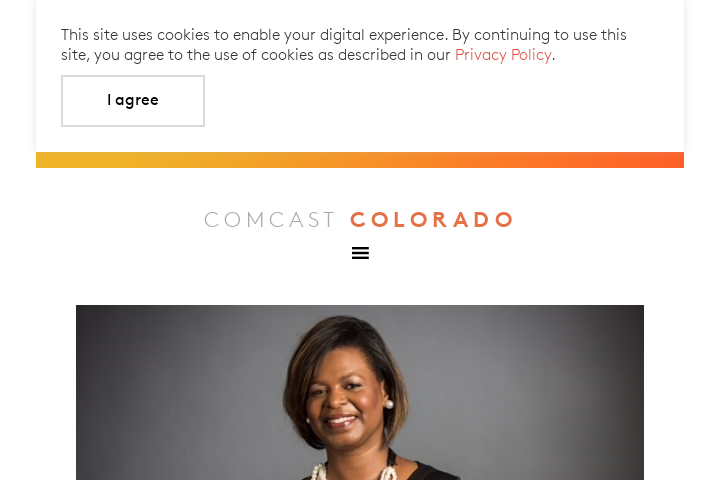 This site uses cookies to enable your digital experience. By continuing to use this
site, you agree to the use of cookies as described in our Privacy Policy.
I agree
COMCAST COLORADO